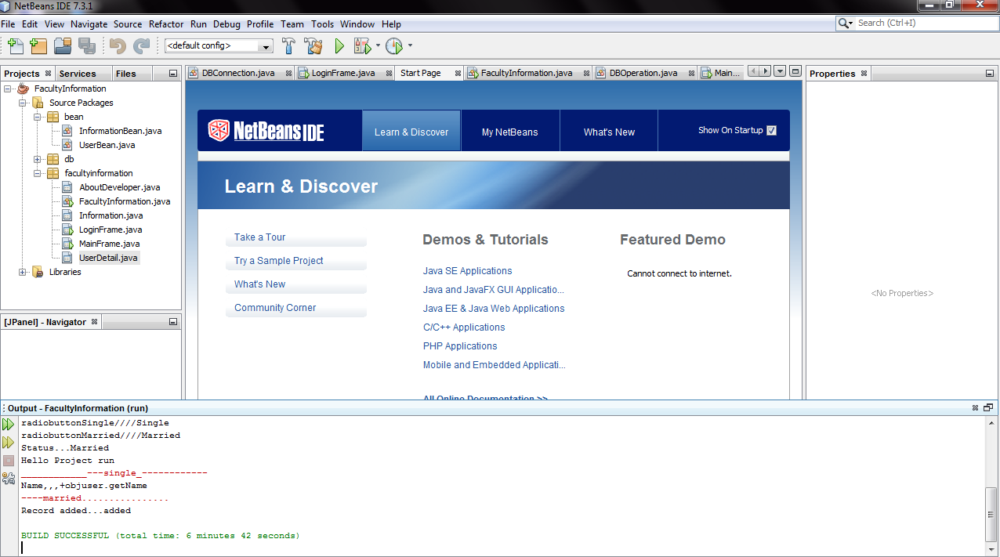 NetBeans IDE 7.3.1
File Edit View Navigate Source Refactor Run Debug Profile Team Tools Window Help
Search (Ctrl+I)
<default config>
Projects Services Files
FacultyInformation
Source Packages
bean
InformationBean.java
UserBean.java
db
facultyinformation
AboutDeveloper.java
FacultyInformation.java
Information.java
LoginFrame.java
MainFrame.java
UserDetail.java
Libraries
[JPanel] - Navigator
DBConnection.java LoginFrame.java Start Page FacultyInformation.java DBOperation.java Main...
NetBeans IDE
Learn & Discover My NetBeans What's New Show On Startup
Learn & Discover
Take a Tour
Try a Sample Project
What's New
Community Corner
Demos & Tutorials
Java SE Applications
Java and JavaFX GUI Applicatio...
Java EE & Java Web Applications
C/C++ Applications
PHP Applications
Mobile and Embedded Applicati...
All Online Documentation >>
Featured Demo
Cannot connect to internet.
Properties
<No Properties>
Output - FacultyInformation (run)
radiobuttonSingle////Single
radiobuttonMarried////Married
Status...Married
Hello Project run
____________---single_------------
Name,,,+objuser.getName
----married................
Record added...added
BUILD SUCCESSFUL (total time: 6 minutes 42 seconds)